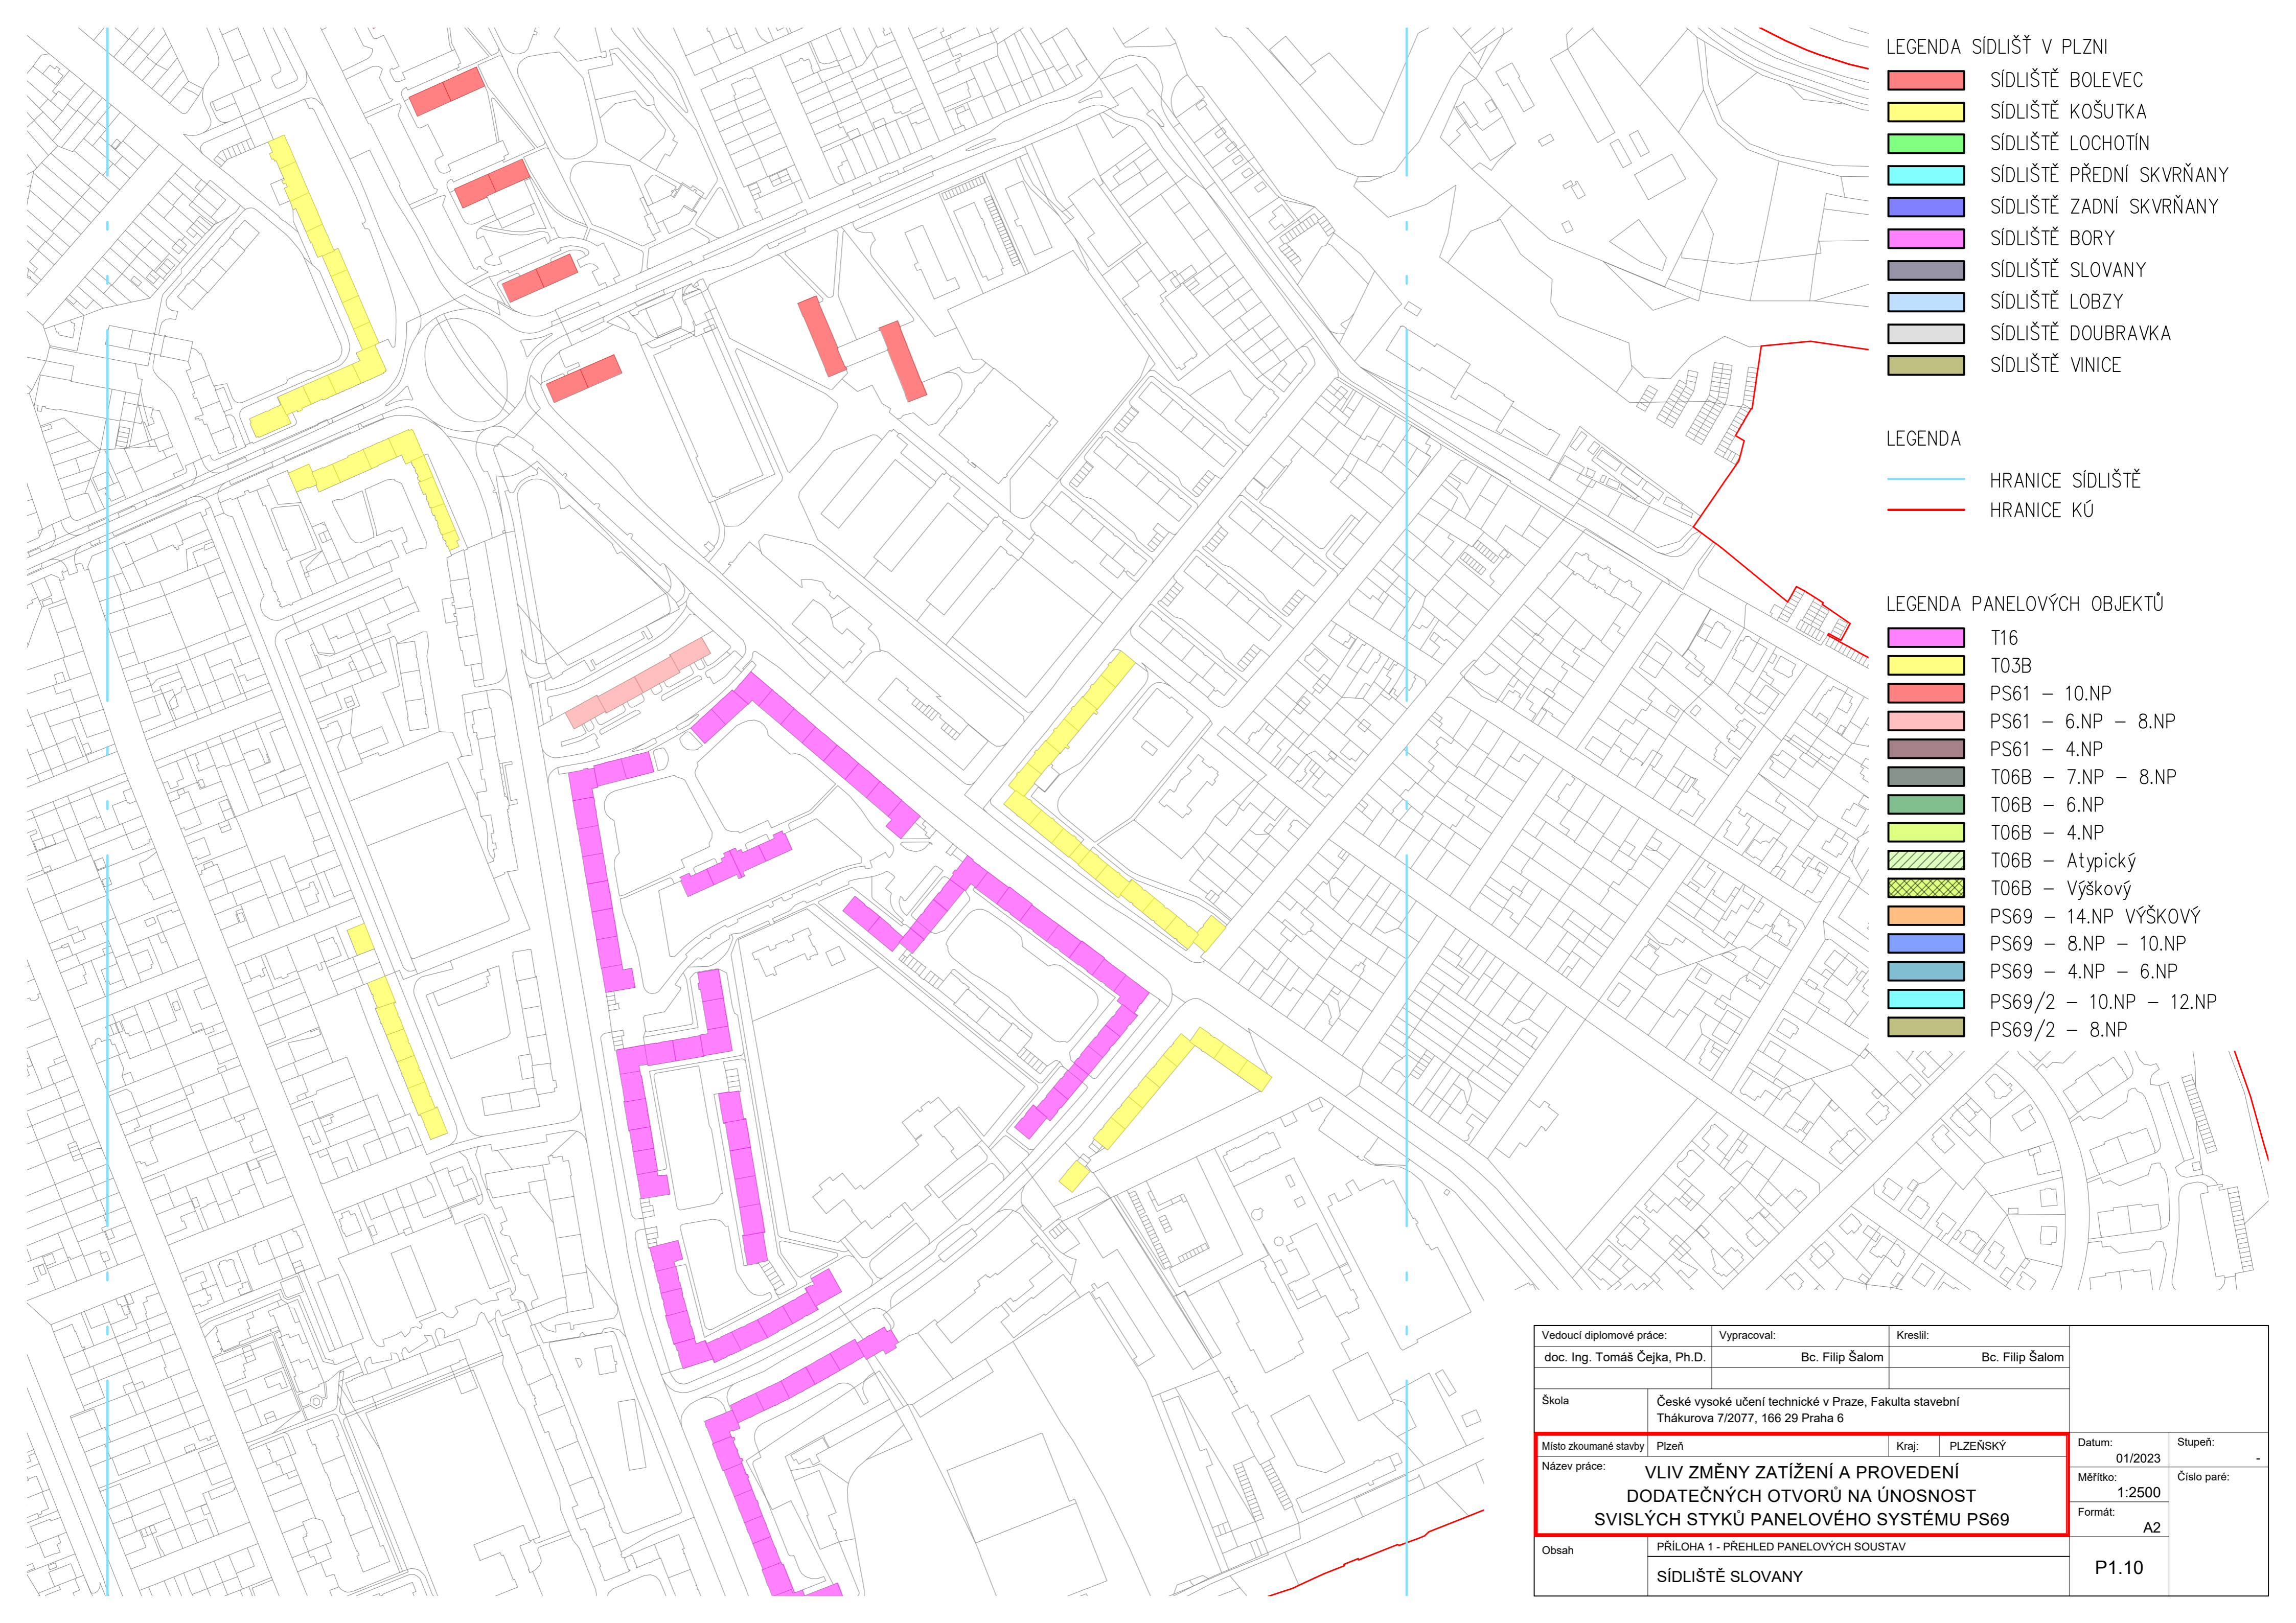 LEGENDA SÍDLIŠŤ V PLZNI
SÍDLIŠTĚ BOLEVEC
SÍDLIŠTĚ KOŠUTKA
SÍDLIŠTĚ LOCHOTÍN
SÍDLIŠTĚ PŘEDNÍ SKVRŇANY
SÍDLIŠTĚ ZADNÍ SKVRŇANY
SÍDLIŠTĚ BORY
SÍDLIŠTĚ SLOVANY
SÍDLIŠTĚ LOBZY
SÍDLIŠTĚ DOUBRAVKA
SÍDLIŠTĚ VINICE
LEGENDA
HRANICE SÍDLIŠTĚ
HRANICE KÚ
LEGENDA PANELOVÝCH OBJEKTŮ
T16
T03B
PS61 – 10.NP
PS61 – 6.NP – 8.NP
PS61 – 4.NP
T06B – 7.NP – 8.NP
T06B – 6.NP
T06B – 4.NP
T06B – Atypický
T06B – Výškový
PS69 – 14.NP VÝŠKOVÝ
PS69 – 8.NP – 10.NP
PS69 – 4.NP – 6.NP
PS69/2 – 10.NP – 12.NP
PS69/2 – 8.NP
Vedoucí diplomové práce: Vypracoval: Kreslil:
doc. Ing. Tomáš Čejka, Ph.D. Bc. Filip Šalom Bc. Filip Šalom
Škola České vysoké učení technické v Praze, Fakulta stavební
Thákurova 7/2077, 166 29 Praha 6
Místo zkoumané stavby Plzeň Kraj: PLZEŇSKÝ
Název práce: VLIV ZMĚNY ZATÍŽENÍ A PROVEDENÍ
DODATEČNÝCH OTVORŮ NA ÚNOSNOST
SVISLÝCH STYKŮ PANELOVÉHO SYSTÉMU PS69
Datum: Stupeň:
01/2023 -
Měřítko: Číslo paré:
1:2500
Formát:
A2
Obsah PŘÍLOHA 1 - PŘEHLED PANELOVÝCH SOUSTAV
SÍDLIŠTĚ SLOVANY
P1.10